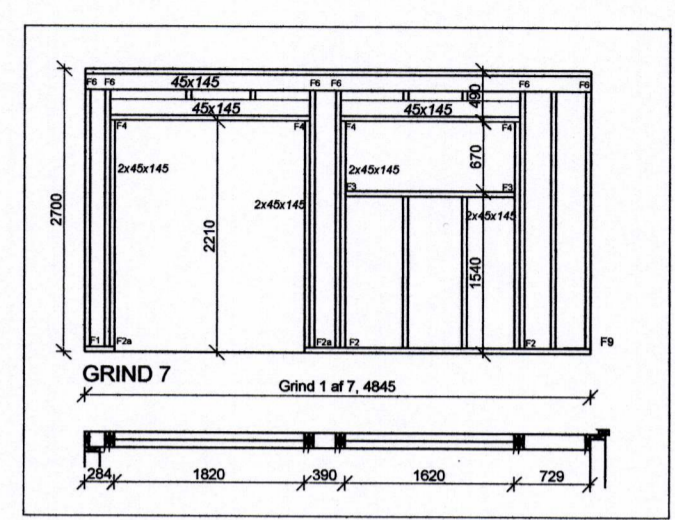 F6 F6 45x145 F6 F6 F6 F6
490
45x145 45x145
F4 F4 F4 F4
2x45x145 2x45x145 670
F3 F3
2x45x145 2x45x145
2700
2210
1540
F1 F2a F2a F2 F2 F9
GRIND 7
Grind 1 af 7, 4845
284 1820 390 1620 729